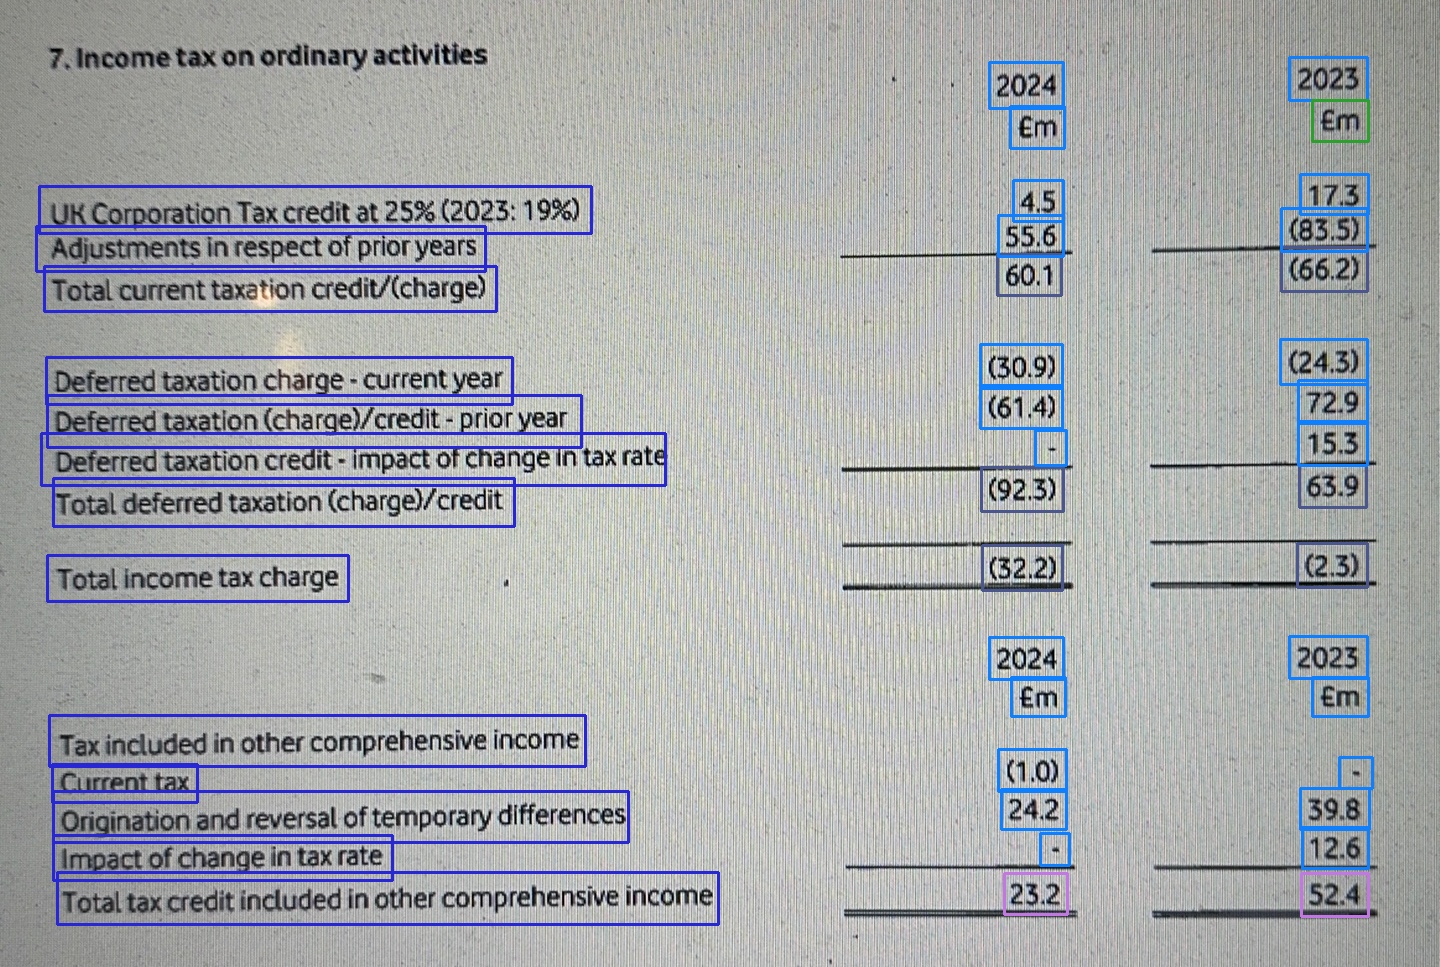 7. Income tax on ordinary activities
2024 2023
£m £m
UK Corporation Tax credit at 25% (2023: 19%) 4.5 17.3
Adjustments in respect of prior years 55.6 (83.5)
Total current taxation credit/(charge) 60.1 (66.2)
Deferred taxation charge - current year (30.9) (24.3)
Deferred taxation (charge)/credit - prior year (61.4) 72.9
Deferred taxation credit - impact of change in tax rate - 15.3
Total deferred taxation (charge)/credit (92.3) 63.9
Total income tax charge (32.2) (2.3)
2024 2023
£m £m
Tax included in other comprehensive income
Current tax (1.0) -
Origination and reversal of temporary differences 24.2 39.8
Impact of change in tax rate - 12.6
Total tax credit included in other comprehensive income 23.2 52.4